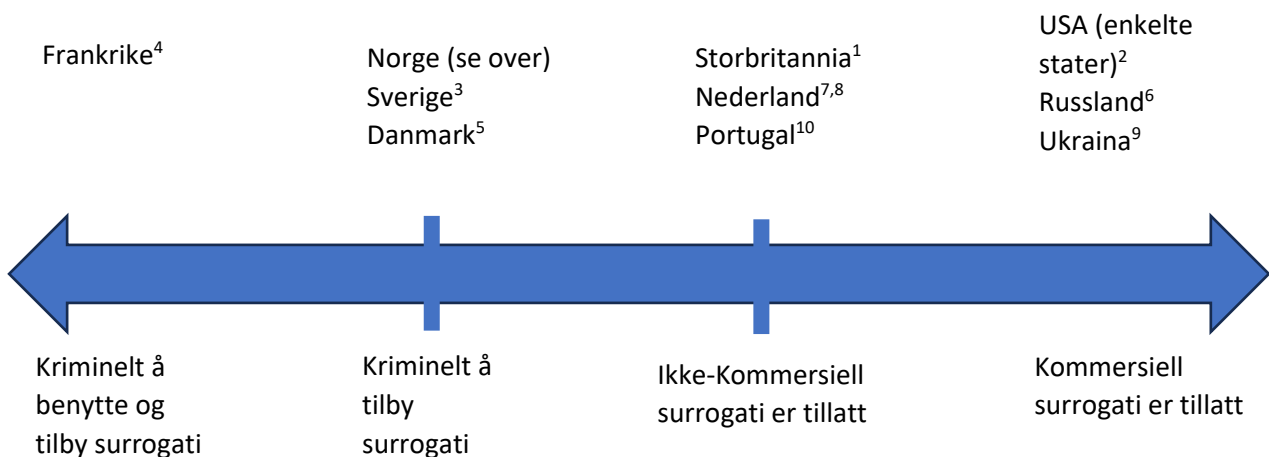 Frankrike⁴
Norge (se over)
Sverige³
Danmark⁵
Storbritannia¹
Nederland⁷,⁸
Portugal¹⁰
USA (enkelte
stater)²
Russland⁶
Ukraina⁹
Kriminelt å
benytte og
tilby surrogati
Kriminelt å
tilby
surrogati
Ikke-Kommersiell
surrogati er tillatt
Kommersiell
surrogati er tillatt